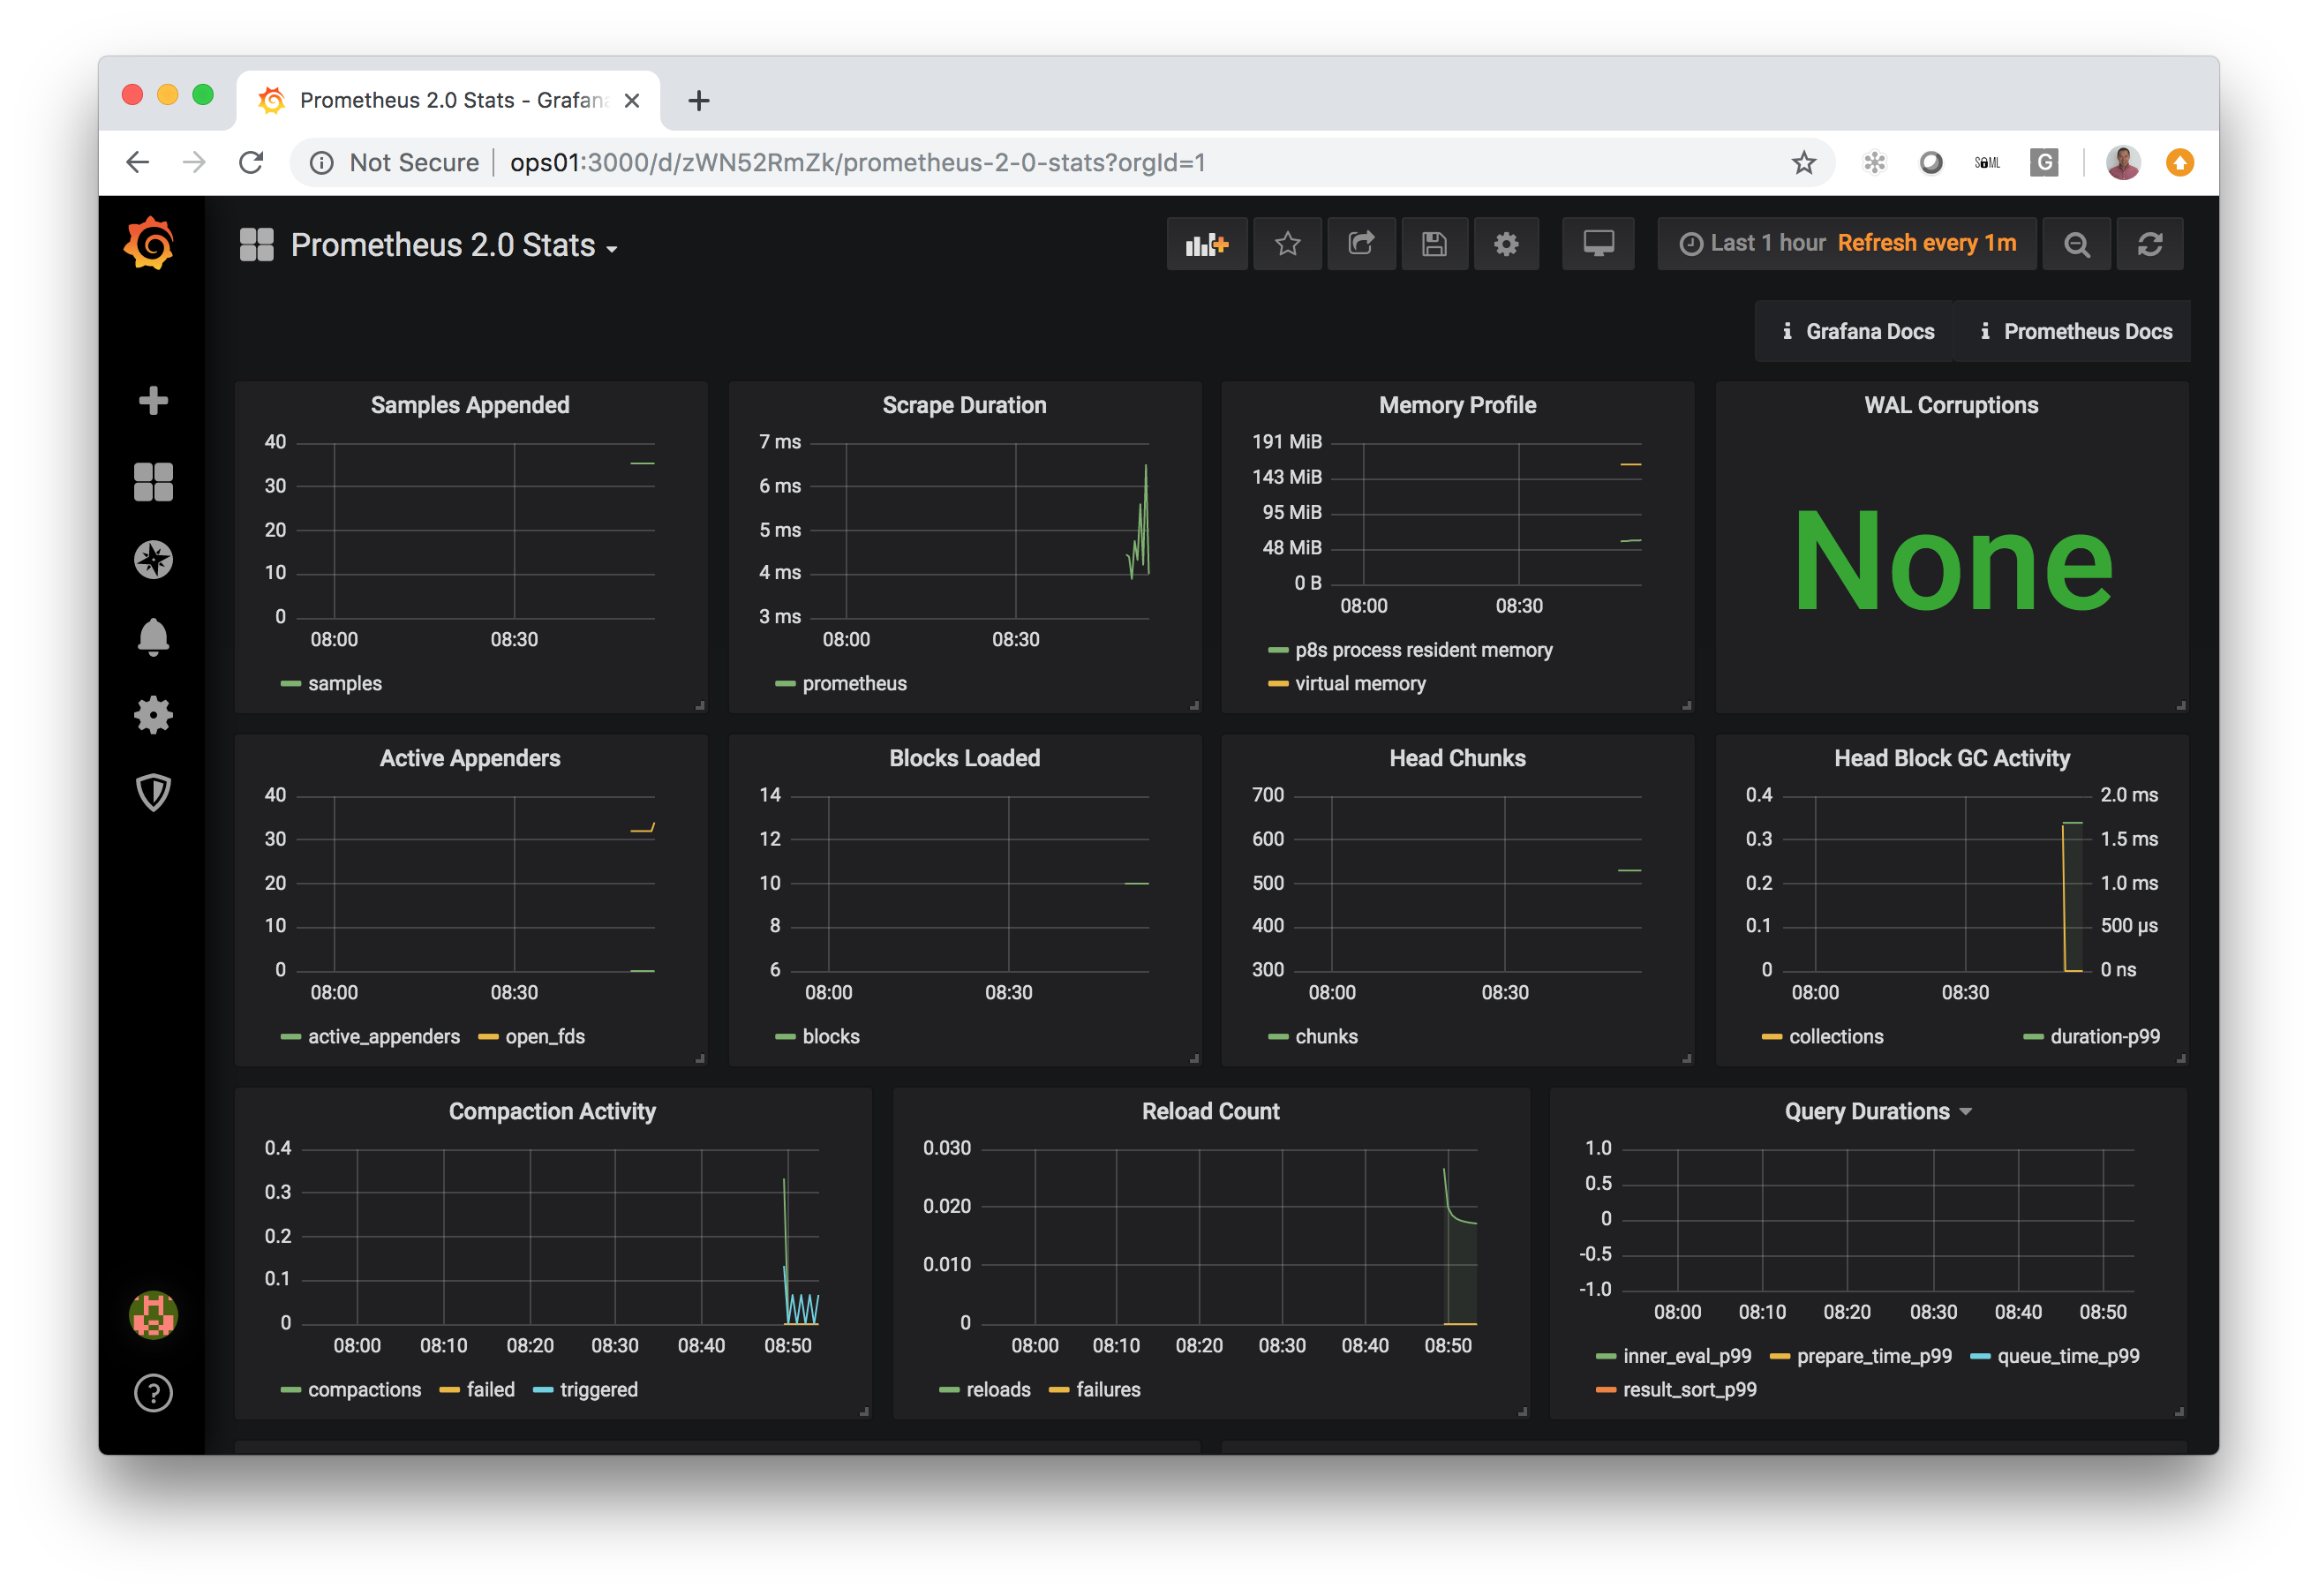 Prometheus 2.0 Stats - Grafana
Not Secure ops01:3000/d/zWN52RmZk/prometheus-2-0-stats?orgId=1
SAML
G
Prometheus 2.0 Stats
Last 1 hour Refresh every 1m
Grafana Docs Prometheus Docs
Samples Appended
40
30
20
10
0
08:00 08:30
samples
Scrape Duration
7 ms
6 ms
5 ms
4 ms
3 ms
08:00 08:30
prometheus
Memory Profile
191 MiB
143 MiB
95 MiB
48 MiB
0 B
08:00 08:30
p8s process resident memory
virtual memory
WAL Corruptions
None
Active Appenders
40
30
20
10
0
08:00 08:30
active_appenders open_fds
Blocks Loaded
14
12
10
8
6
08:00 08:30
blocks
Head Chunks
700
600
500
400
300
08:00 08:30
chunks
Head Block GC Activity
0.4 2.0 ms
0.3 1.5 ms
0.2 1.0 ms
0.1 500 µs
0 0 ns
08:00 08:30
collections duration-p99
Compaction Activity
0.4
0.3
0.2
0.1
0
08:00 08:10 08:20 08:30 08:40 08:50
compactions failed triggered
Reload Count
0.030
0.020
0.010
0
08:00 08:10 08:20 08:30 08:40 08:50
reloads failures
Query Durations
1.0
0.5
0
-0.5
-1.0
08:00 08:10 08:20 08:30 08:40 08:50
inner_eval_p99 prepare_time_p99 queue_time_p99
result_sort_p99